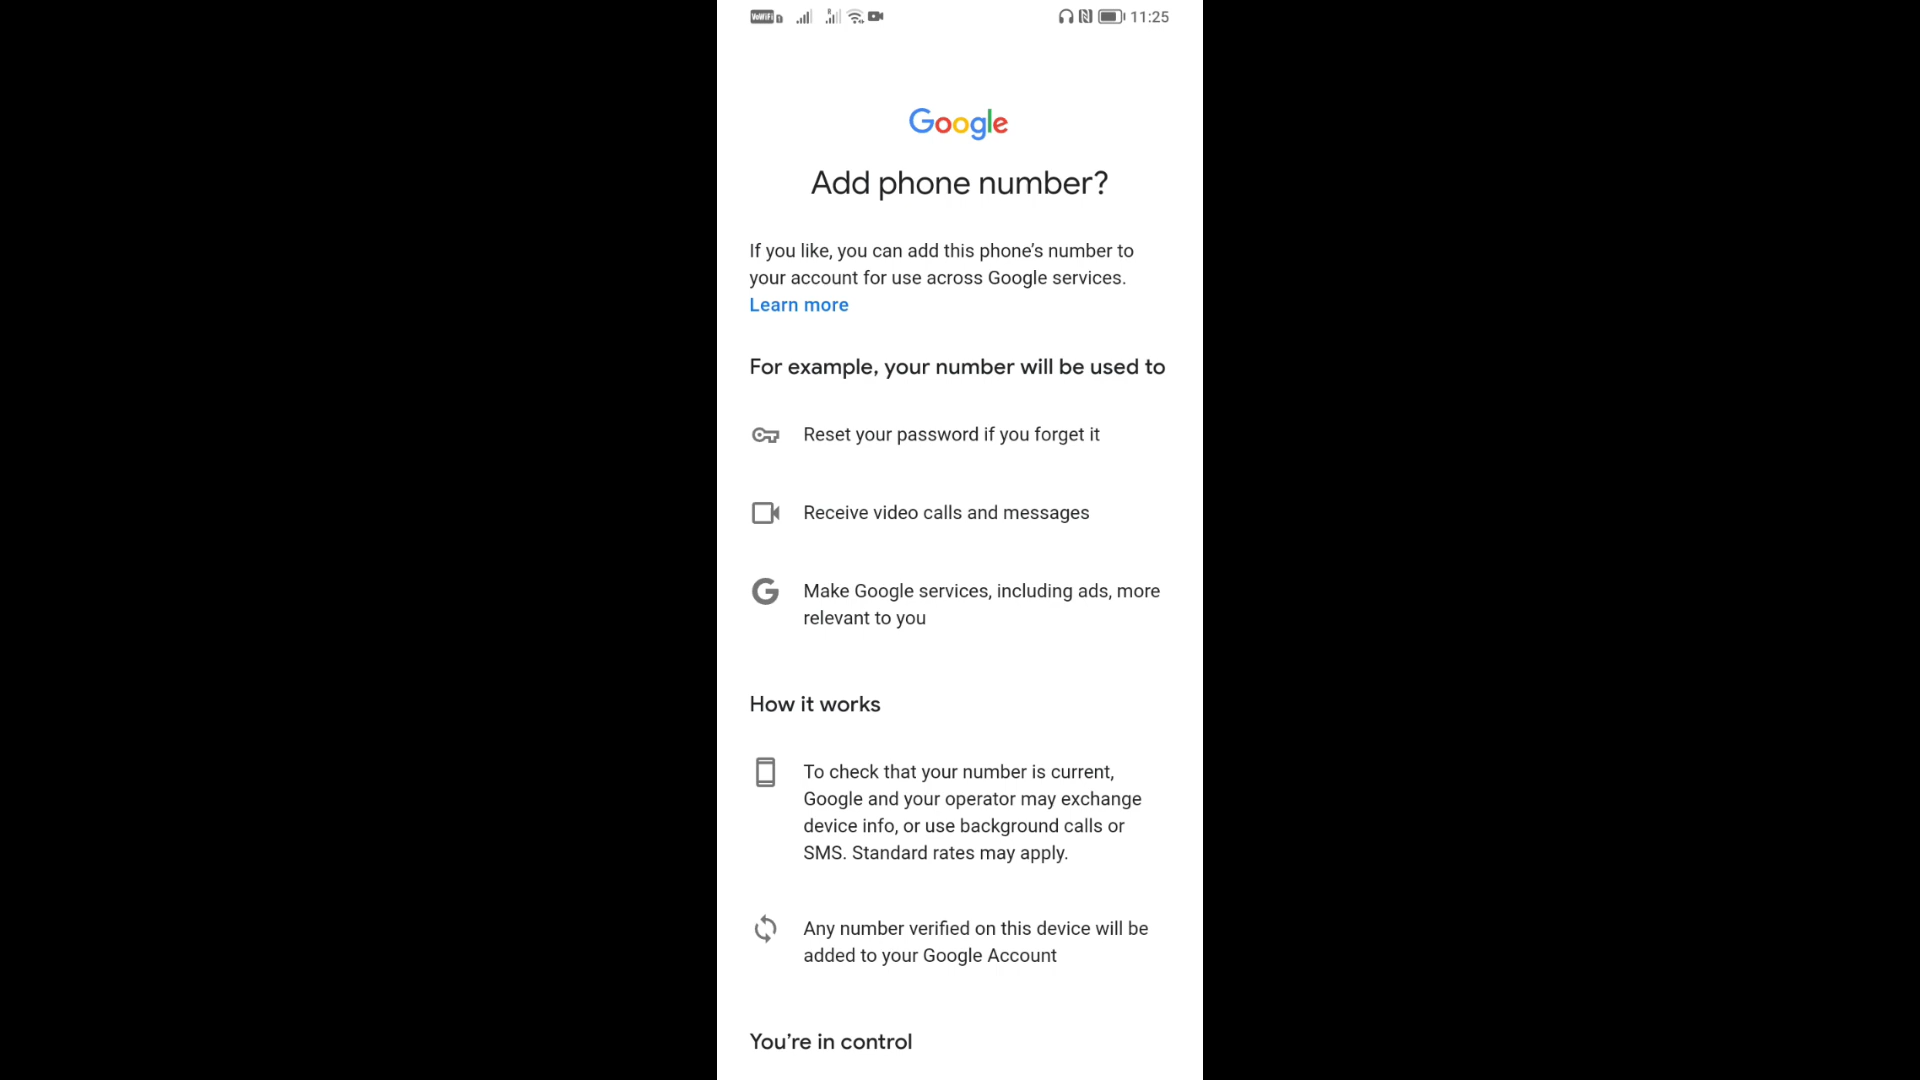 VoWiFi
11:25
Google
Add phone number?
If you like, you can add this phone's number to
your account for use across Google services.
Learn more
For example, your number will be used to
Reset your password if you forget it
Receive video calls and messages
Make Google services, including ads, more
relevant to you
How it works
To check that your number is current,
Google and your operator may exchange
device info, or use background calls or
SMS. Standard rates may apply.
Any number verified on this device will be
added to your Google Account
You're in control